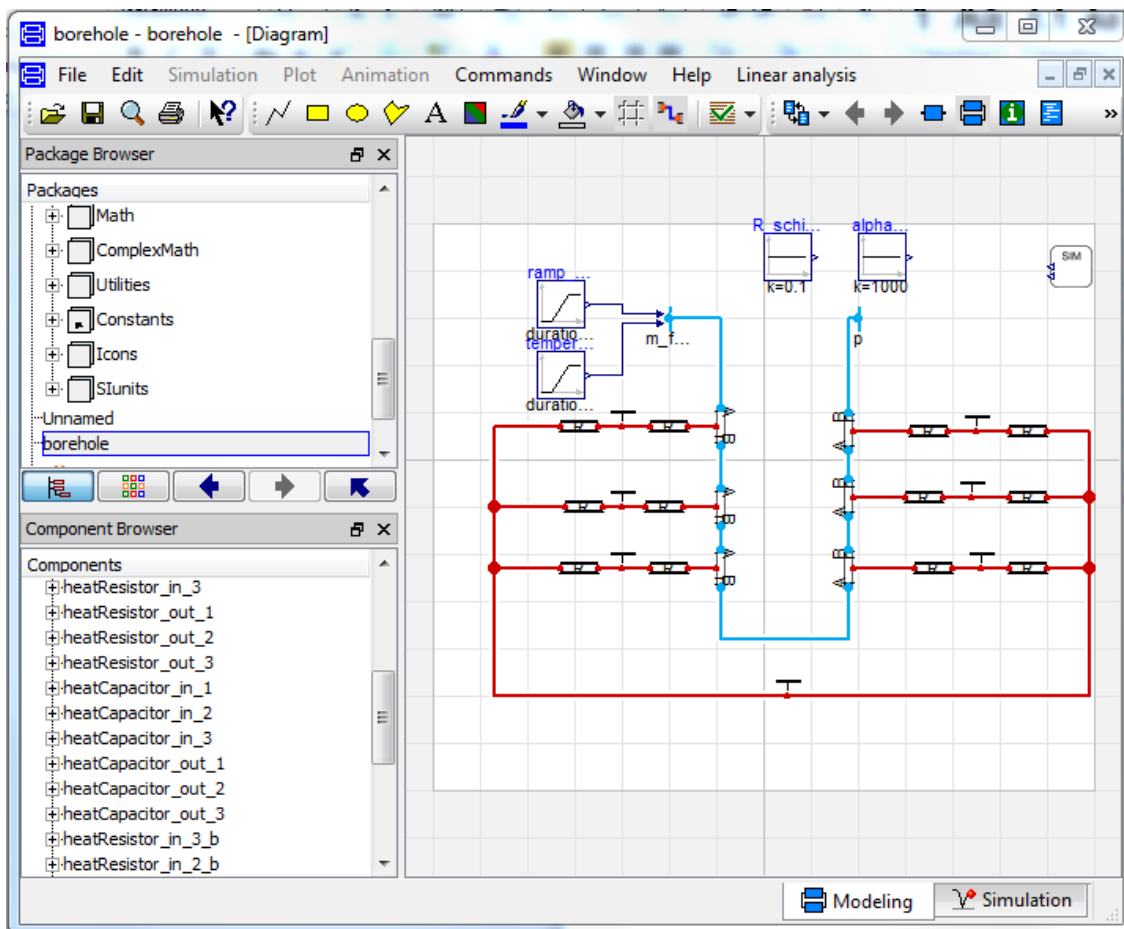 borehole - borehole - [Diagram]
File Edit Simulation Plot Animation Commands Window Help Linear analysis
A
»
Package Browser
Packages
Math
ComplexMath
Utilities
Constants
Icons
SIunits
Unnamed
borehole
Component Browser
Components
heatResistor_in_3
heatResistor_out_1
heatResistor_out_2
heatResistor_out_3
heatCapacitor_in_1
heatCapacitor_in_2
heatCapacitor_in_3
heatCapacitor_out_1
heatCapacitor_out_2
heatCapacitor_out_3
heatResistor_in_3_b
heatResistor_in_2_b
R_schi... alpha...
SIM
k=0.1 k=1000
ramp_...
duratio...
temper...
m_f... p
duratio...
R R A B B A R R
R R A B B A R R
R R A B B A R R
Modeling Simulation